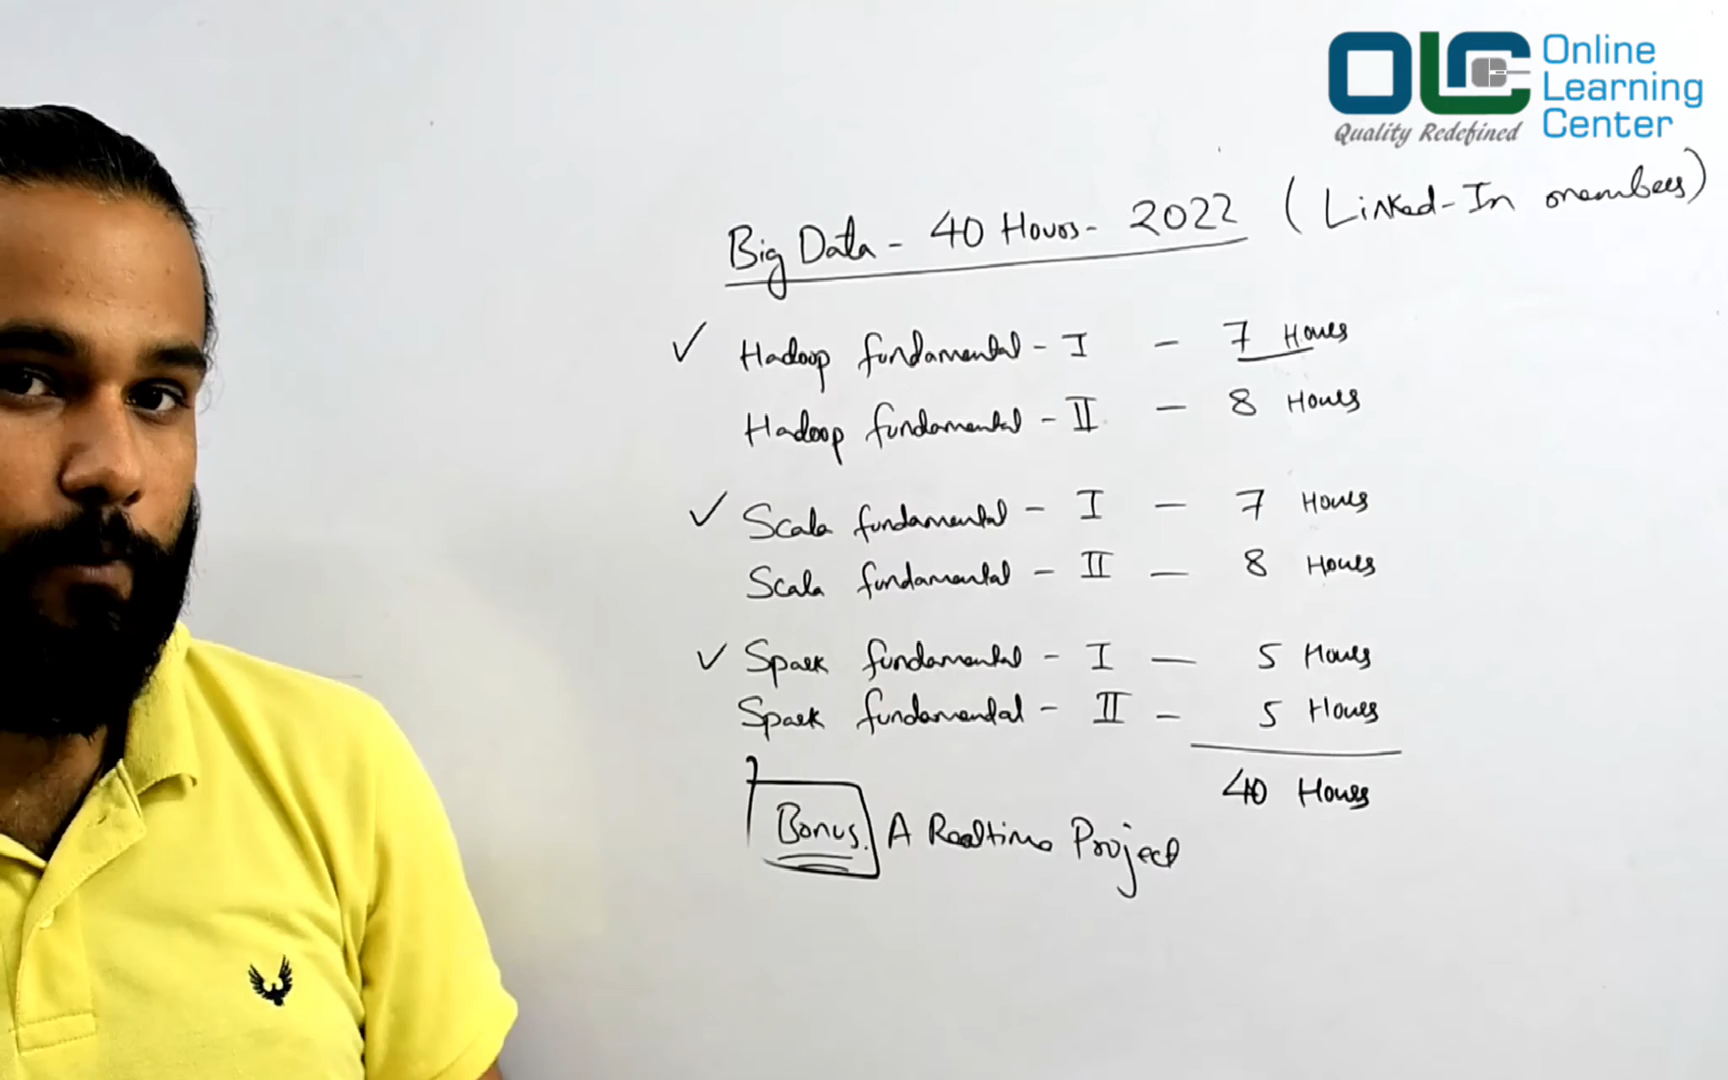 OLC Online
Learning
Center
Quality Redefined
Big Data - 40 Hours - 2022 (Linked-In members)
✓ Hadoop fundamental - I - 7 Hours
Hadoop fundamental - II - 8 Hours
✓ Scala fundamental - I - 7 Hours
Scala fundamental - II - 8 Hours
✓ Spark fundamental - I - 5 Hours
Spark fundamental - II - 5 Hours
40 Hours
Bonus. A Realtime Project